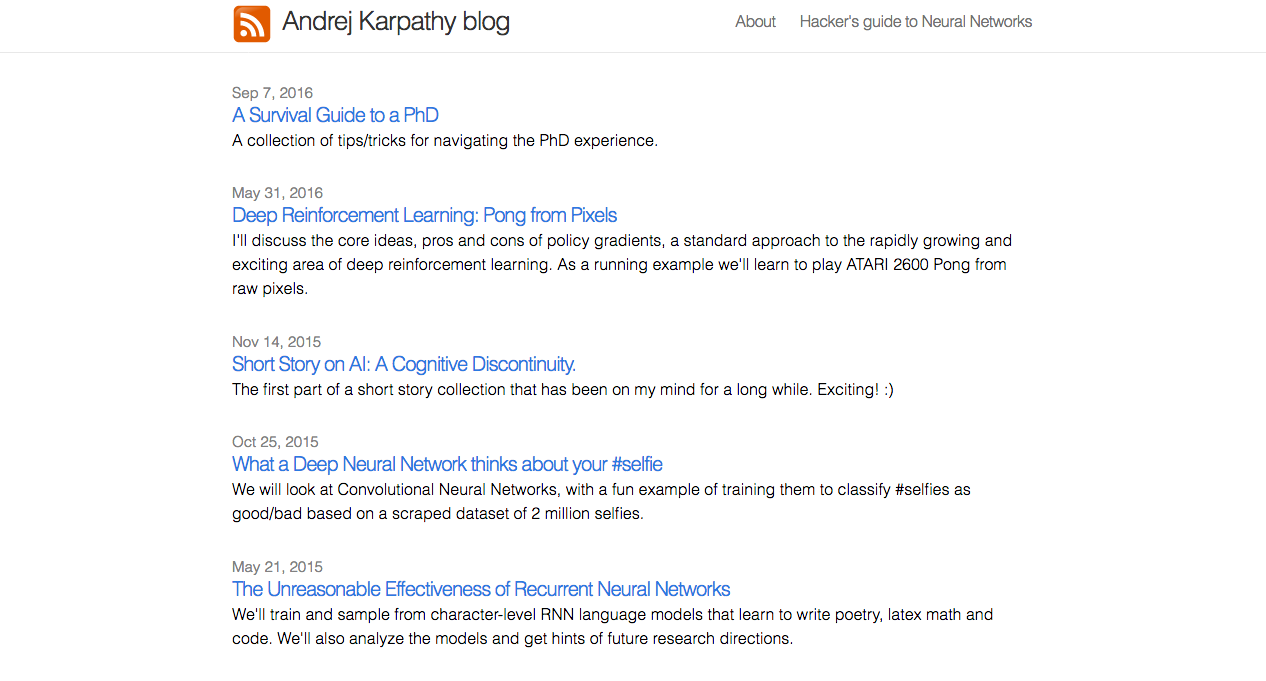 Andrej Karpathy blog
About
Hacker's guide to Neural Networks
Sep 7, 2016
A Survival Guide to a PhD
A collection of tips/tricks for navigating the PhD experience.
May 31, 2016
Deep Reinforcement Learning: Pong from Pixels
I'll discuss the core ideas, pros and cons of policy gradients, a standard approach to the rapidly growing and
exciting area of deep reinforcement learning. As a running example we'll learn to play ATARI 2600 Pong from
raw pixels.
Nov 14, 2015
Short Story on AI: A Cognitive Discontinuity.
The first part of a short story collection that has been on my mind for a long while. Exciting! :)
Oct 25, 2015
What a Deep Neural Network thinks about your #selfie
We will look at Convolutional Neural Networks, with a fun example of training them to classify #selfies as
good/bad based on a scraped dataset of 2 million selfies.
May 21, 2015
The Unreasonable Effectiveness of Recurrent Neural Networks
We'll train and sample from character-level RNN language models that learn to write poetry, latex math and
code. We'll also analyze the models and get hints of future research directions.